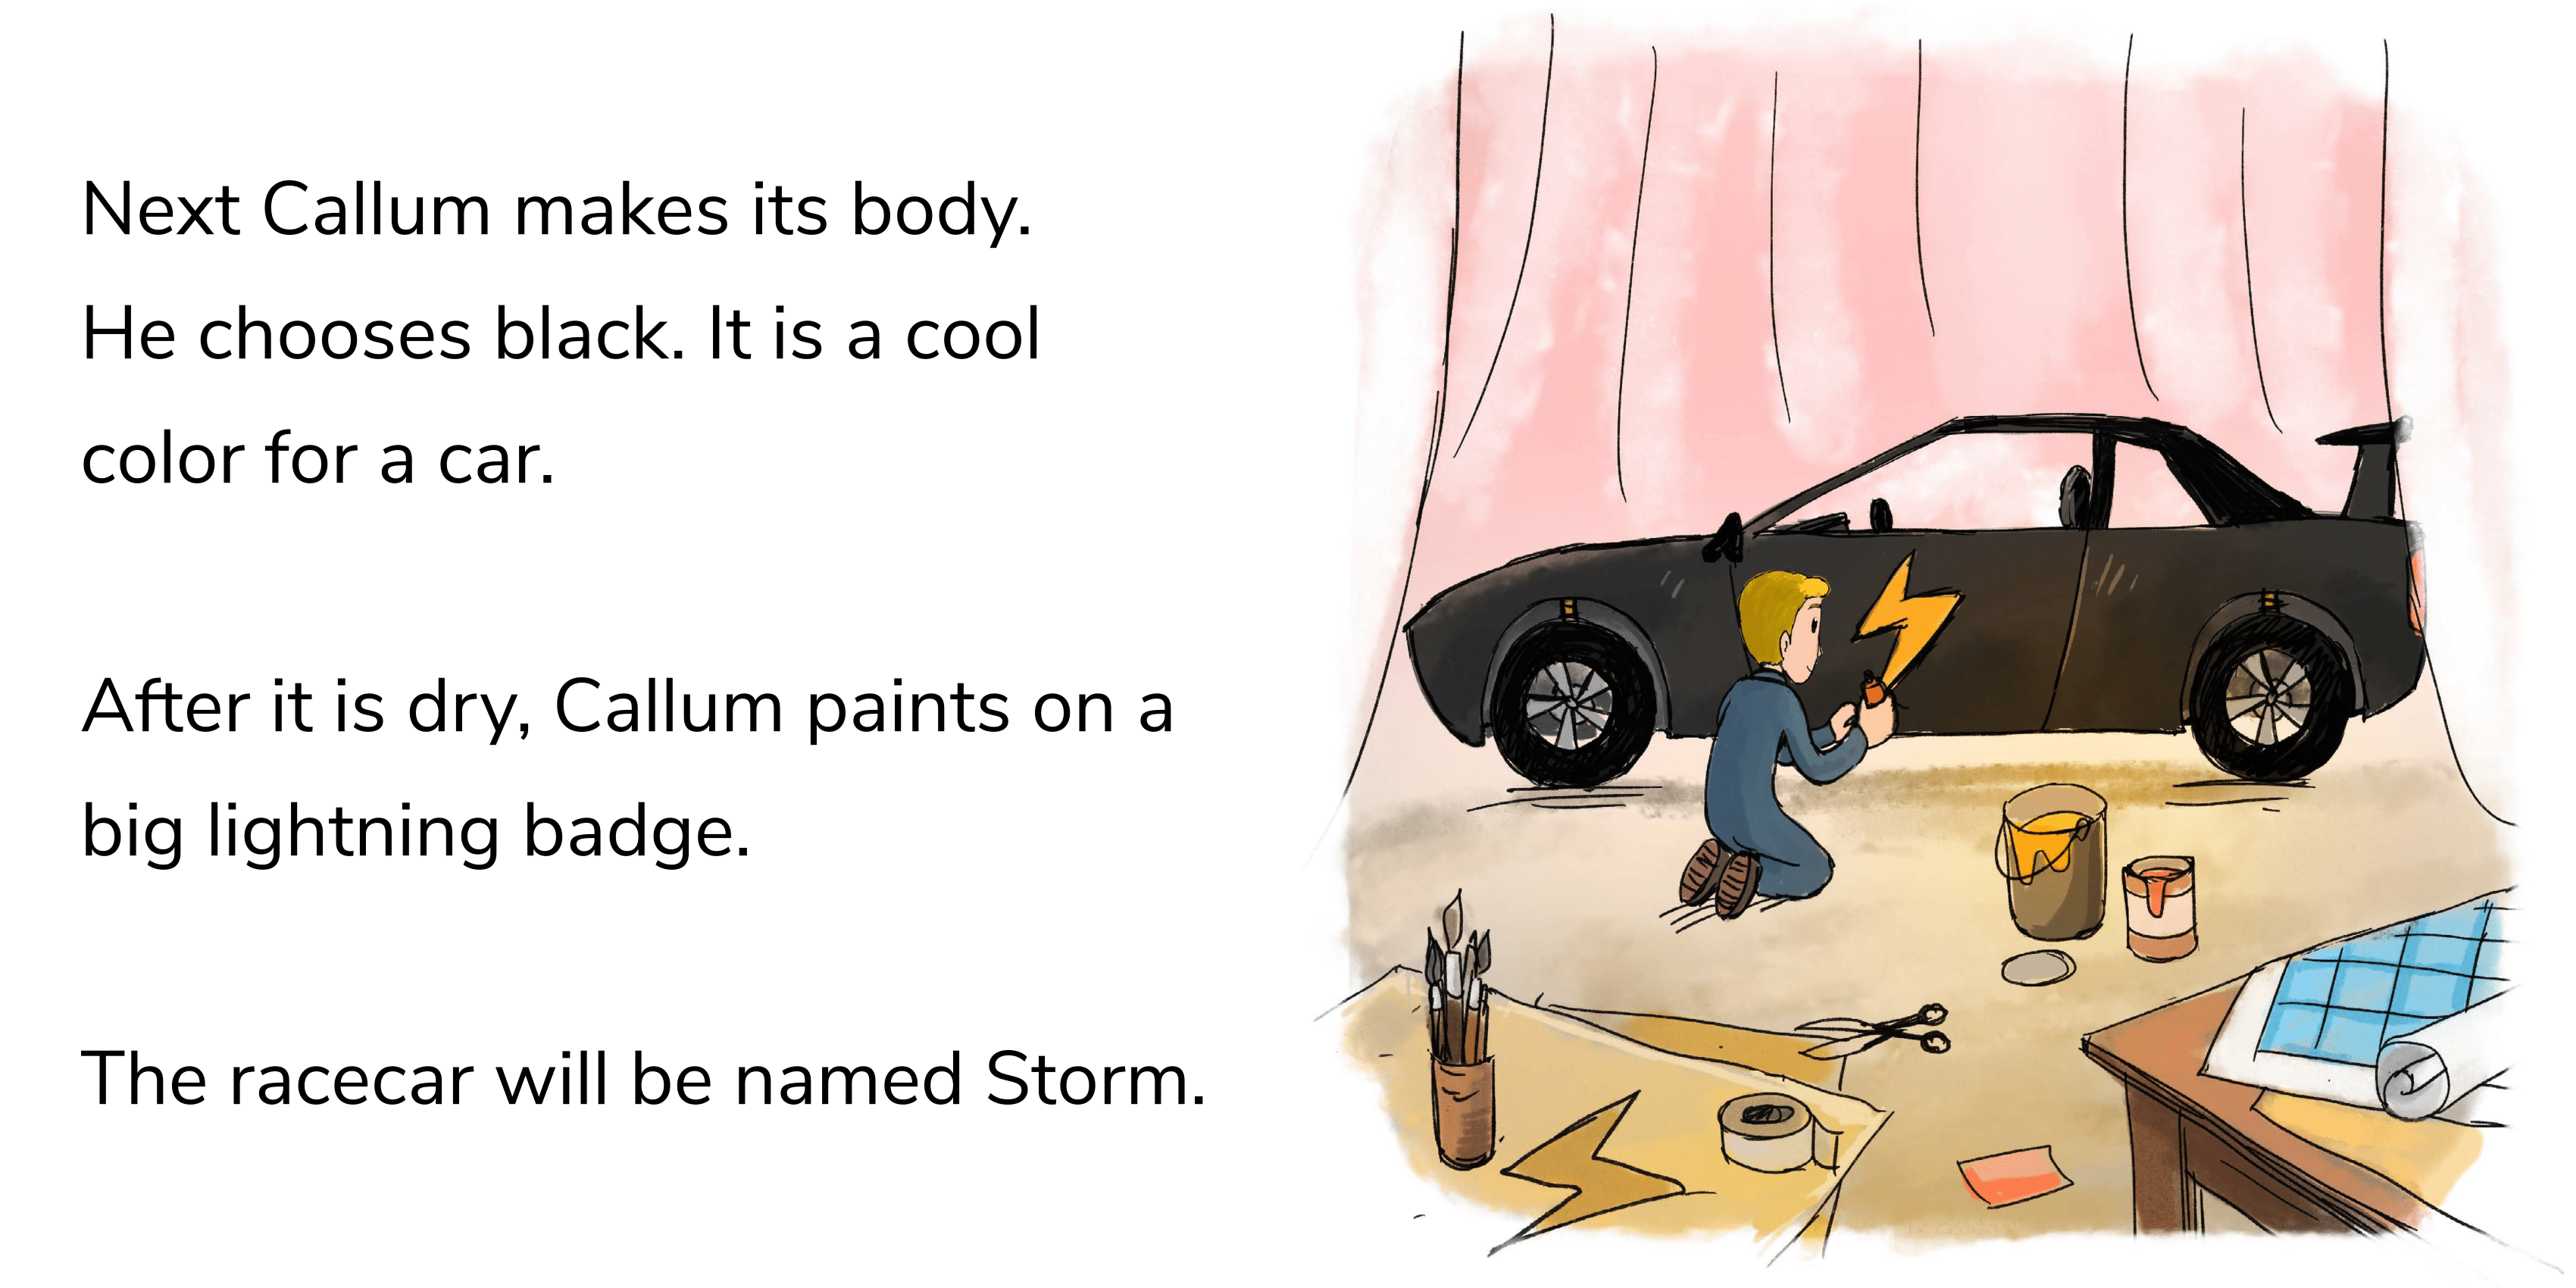 Next Callum makes its body.
He chooses black. It is a cool
color for a car.
After it is dry, Callum paints on a
big lightning badge.
The racecar will be named Storm.